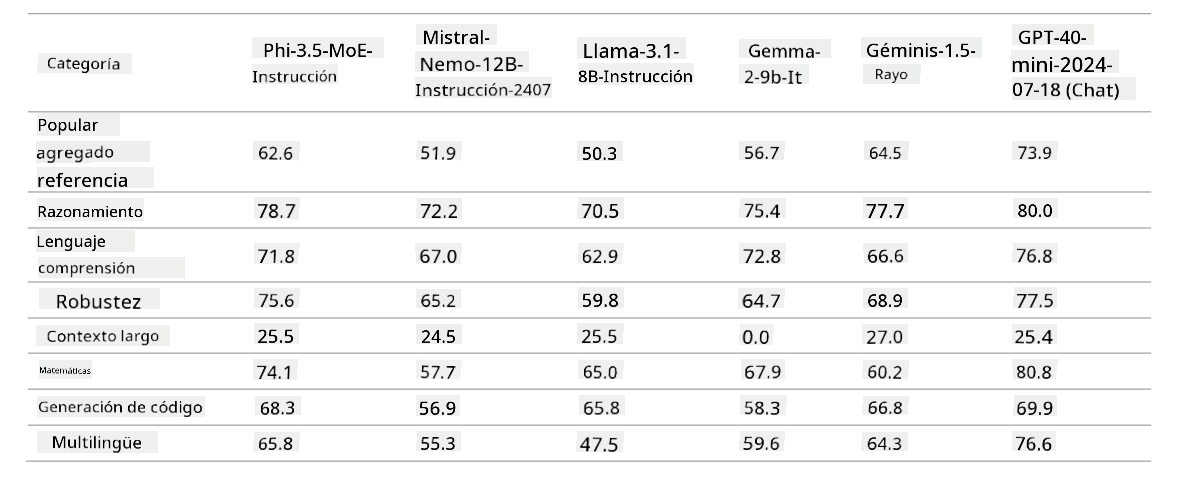 Categoría Phi-3.5-MoE-Instrucción Mistral-Nemo-12B-Instrucción-2407 Llama-3.1-8B-Instrucción Gemma-2-9b-It Géminis-1.5-Rayo GPT-40-mini-2024-07-18 (Chat)
Popular agregado referencia 62.6 51.9 50.3 56.7 64.5 73.9
Razonamiento 78.7 72.2 70.5 75.4 77.7 80.0
Lenguaje comprensión 71.8 67.0 62.9 72.8 66.6 76.8
Robustez 75.6 65.2 59.8 64.7 68.9 77.5
Contexto largo 25.5 24.5 25.5 0.0 27.0 25.4
Matemáticas 74.1 57.7 65.0 67.9 60.2 80.8
Generación de código 68.3 56.9 65.8 58.3 66.8 69.9
Multilingüe 65.8 55.3 47.5 59.6 64.3 76.6